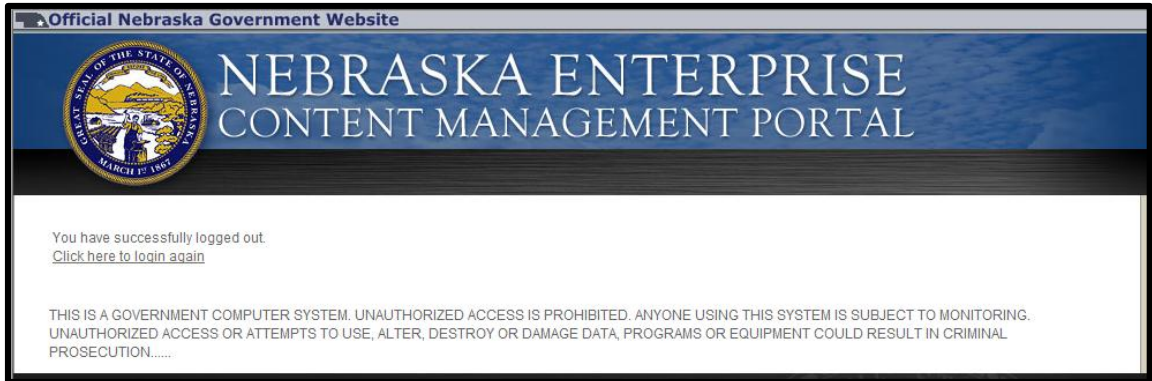 Official Nebraska Government Website
NEBRASKA ENTERPRISE
CONTENT MANAGEMENT PORTAL
GREAT SEAL OF THE STATE OF NEBRASKA
MARCH 1ST 1867
You have successfully logged out.
Click here to login again
THIS IS A GOVERNMENT COMPUTER SYSTEM. UNAUTHORIZED ACCESS IS PROHIBITED. ANYONE USING THIS SYSTEM IS SUBJECT TO MONITORING.
UNAUTHORIZED ACCESS OR ATTEMPTS TO USE, ALTER, DESTROY OR DAMAGE DATA, PROGRAMS OR EQUIPMENT COULD RESULT IN CRIMINAL
PROSECUTION......